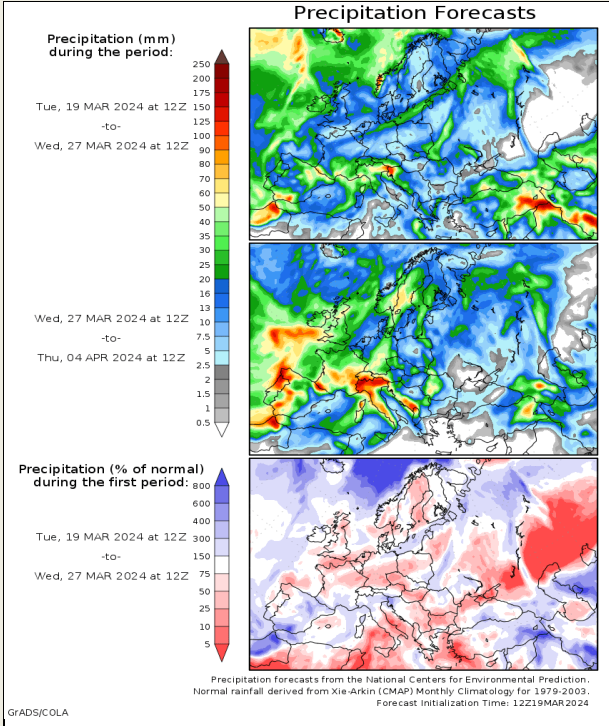 Precipitation Forecasts
Precipitation (mm)
during the period:
Tue, 19 MAR 2024 at 12Z
-to-
Wed, 27 MAR 2024 at 12Z
250
200
175
150
125
100
90
80
70
60
50
40
35
30
25
20
16
13
10
7.5
5
2.5
2
1.5
1
0.5
Wed, 27 MAR 2024 at 12Z
-to-
Thu, 04 APR 2024 at 12Z
Precipitation (% of normal)
during the first period:
Tue, 19 MAR 2024 at 12Z
-to-
Wed, 27 MAR 2024 at 12Z
800
600
400
300
150
75
50
25
10
5
Precipitation forecasts from the National Centers for Environmental Prediction.
Normal rainfall derived from Xie-Arkin (CMAP) Monthly Climatology for 1979-2003.
Forecast Initialization Time: 12Z19MAR2024
GrADS/COLA